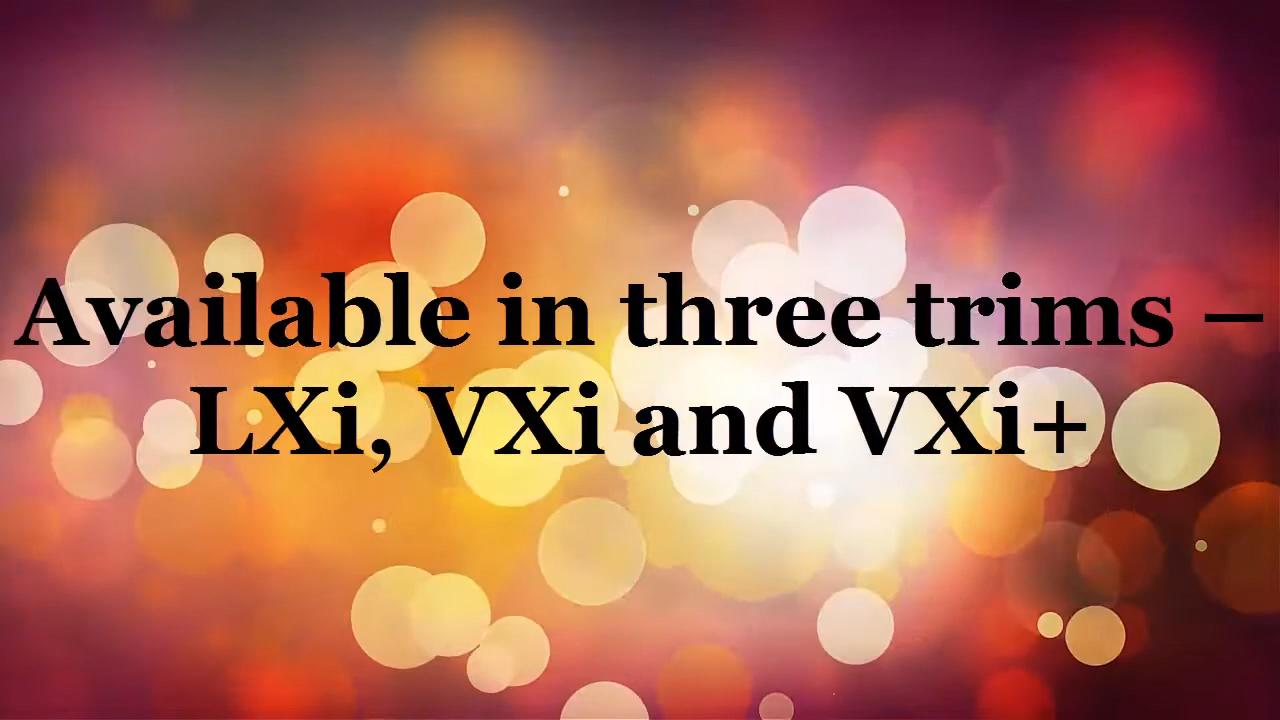 Available in three trims –
LXi, VXi and VXi+